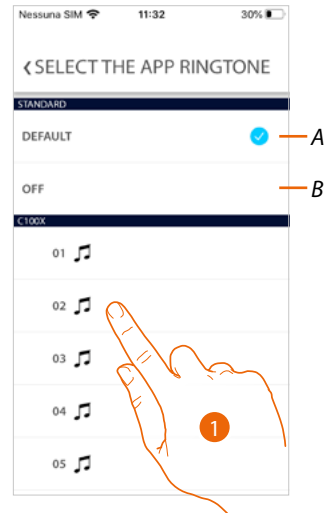 Nessuna SIM 11:32 30%
SELECT THE APP RINGTONE
STANDARD
DEFAULT A
OFF B
C100X
01
02
03
04
05
1